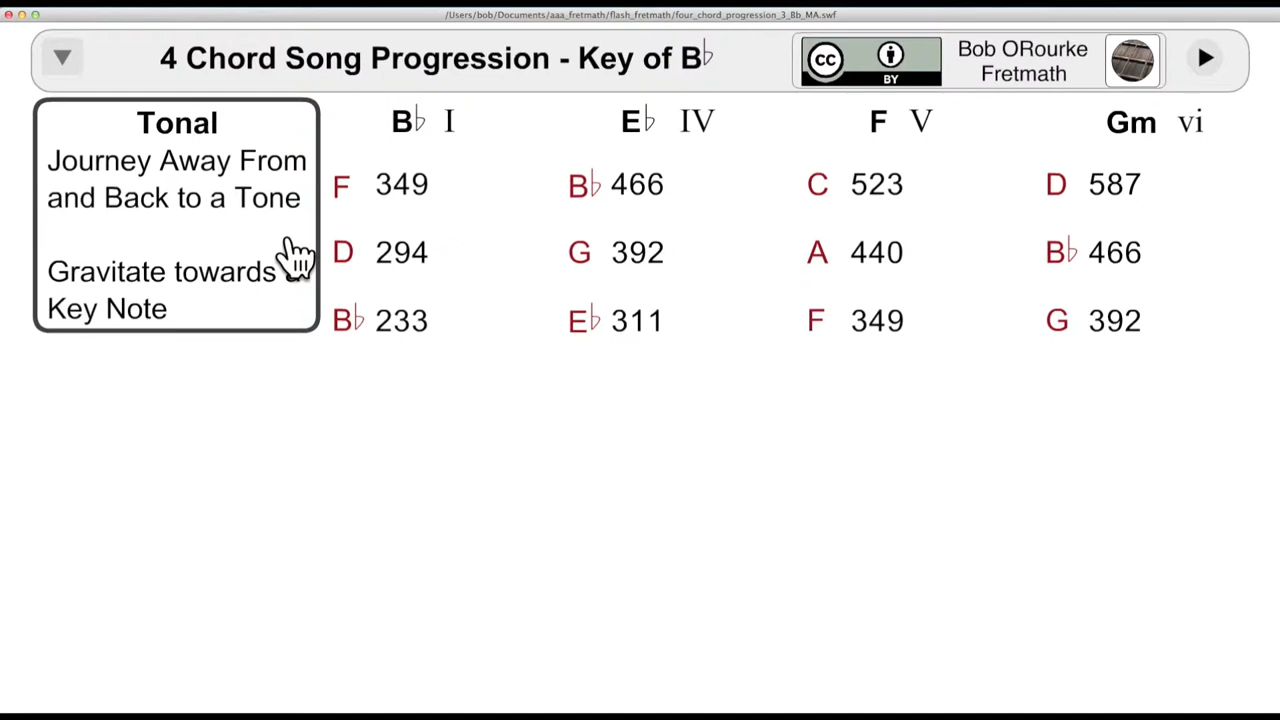 /Users/bob/Documents/aaa_fretmath/flash_fretmath/four_chord_progression_3_Bb_MA.swf
4 Chord Song Progression - Key of B♭
cc
BY
Bob ORourke
Fretmath
Tonal
Journey Away From
and Back to a Tone
Gravitate towards
Key Note
B♭ I E♭ IV F V Gm vi
F 349 B♭ 466 C 523 D 587
D 294 G 392 A 440 B♭ 466
B♭ 233 E♭ 311 F 349 G 392